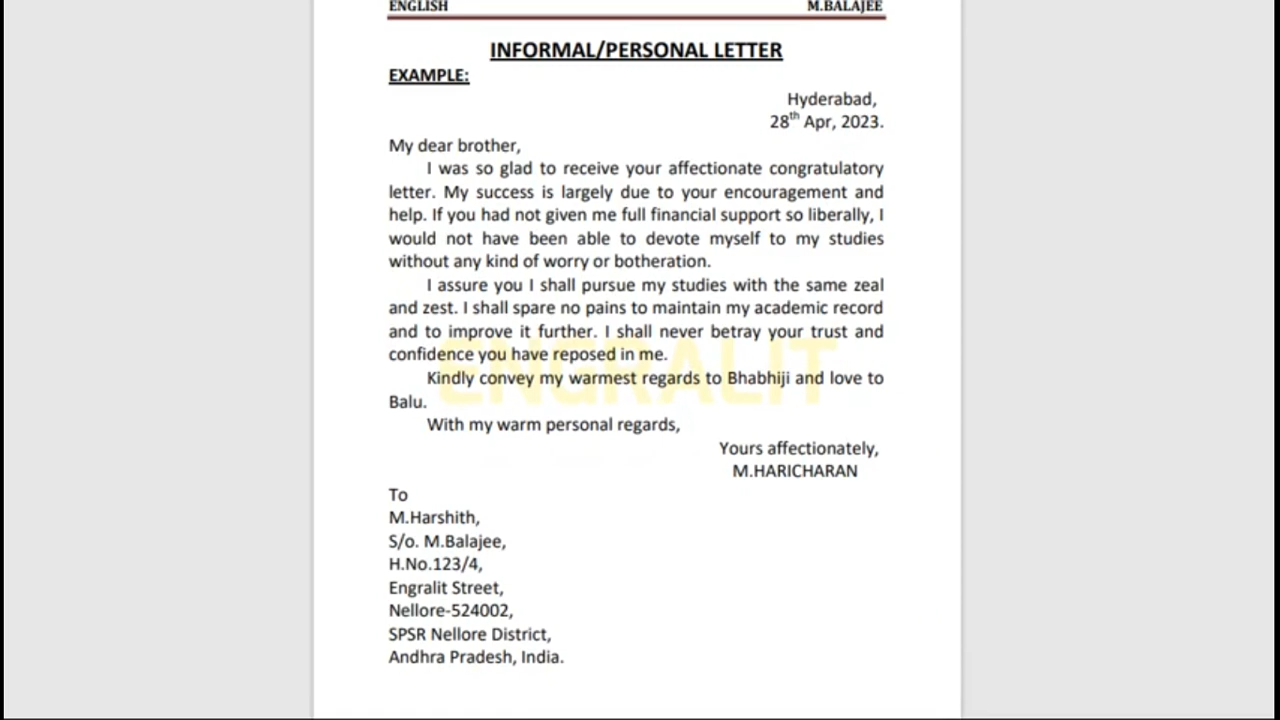 ENGLISH M.BALAJEE
INFORMAL/PERSONAL LETTER
EXAMPLE:
Hyderabad,
28th Apr, 2023.
My dear brother,
I was so glad to receive your affectionate congratulatory
letter. My success is largely due to your encouragement and
help. If you had not given me full financial support so liberally, I
would not have been able to devote myself to my studies
without any kind of worry or botheration.
I assure you I shall pursue my studies with the same zeal
and zest. I shall spare no pains to maintain my academic record
and to improve it further. I shall never betray your trust and
confidence you have reposed in me.
Kindly convey my warmest regards to Bhabhiji and love to
Balu.
With my warm personal regards,
Yours affectionately,
M.HARICHARAN
To
M.Harshith,
S/o. M.Balajee,
H.No.123/4,
Engralit Street,
Nellore-524002,
SPSR Nellore District,
Andhra Pradesh, India.
ENGRALIT